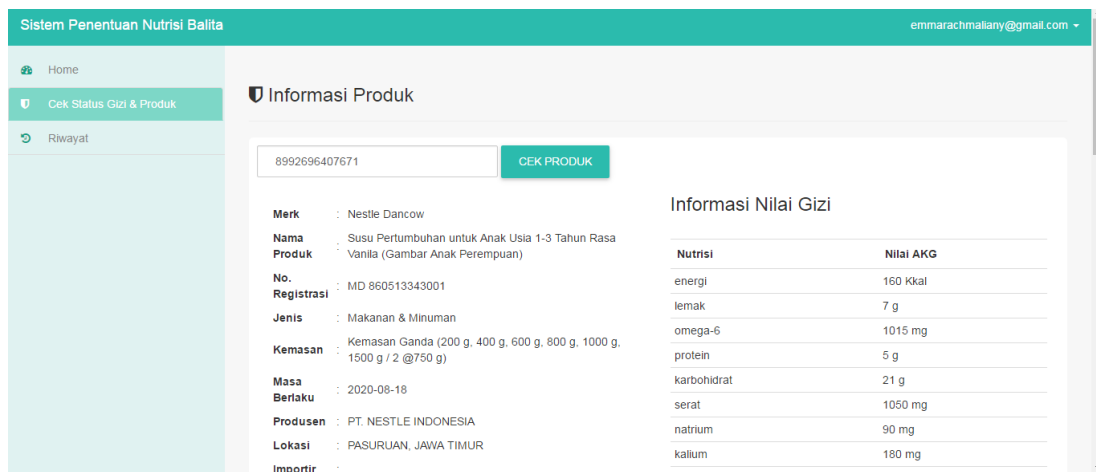 Sistem Penentuan Nutrisi Balita
emmarachmaliany@gmail.com
Home
Cek Status Gizi & Produk
Riwayat
Informasi Produk
8992696407671
CEK PRODUK
Merk : Nestle Dancow
Nama Produk : Susu Pertumbuhan untuk Anak Usia 1-3 Tahun Rasa
Vanila (Gambar Anak Perempuan)
No. Registrasi : MD 860513343001
Jenis : Makanan & Minuman
Kemasan : Kemasan Ganda (200 g, 400 g, 600 g, 800 g, 1000 g,
1500 g / 2 @750 g)
Masa Berlaku : 2020-08-18
Produsen : PT. NESTLE INDONESIA
Lokasi : PASURUAN, JAWA TIMUR
Importir :
Informasi Nilai Gizi
Nutrisi Nilai AKG
energi 160 Kkal
lemak 7 g
omega-6 1015 mg
protein 5 g
karbohidrat 21 g
serat 1050 mg
natrium 90 mg
kalium 180 mg